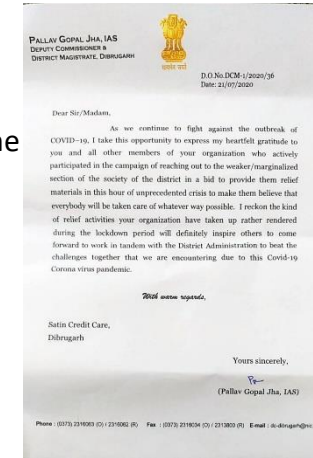 PALLAV GOPAL JHA, IAS
DEPUTY COMMISSIONER &
DISTRICT MAGISTRATE, DIBRUGARH
सत्यमेव जयते
D.O.No.DCM-1/2020/36
Date: 21/07/2020
Dear Sir/Madam,
As we continue to fight against the outbreak of
COVID-19, I take this opportunity to express my heartfelt gratitude to
you and all other members of your organization who actively
participated in the campaign of reaching out to the weaker/marginalized
section of the society of the district in a bid to provide them relief
materials in this hour of unprecedented crisis to make them believe that
everybody will be taken care of whatever way possible. I reckon the kind
of relief activities your organization have taken up rather rendered
during the lockdown period will definitely inspire others to come
forward to work in tandem with the District Administration to beat the
challenges together that we are encountering due to this Covid-19
Corona virus pandemic.
With warm regards,
Satin Credit Care,
Dibrugarh
Yours sincerely,
(Pallav Gopal Jha, IAS)
Phone : (0373) 2316063 (O) / 2316062 (R) Fax : (0373) 2316034 (O) / 2313809 (R) E-mail :